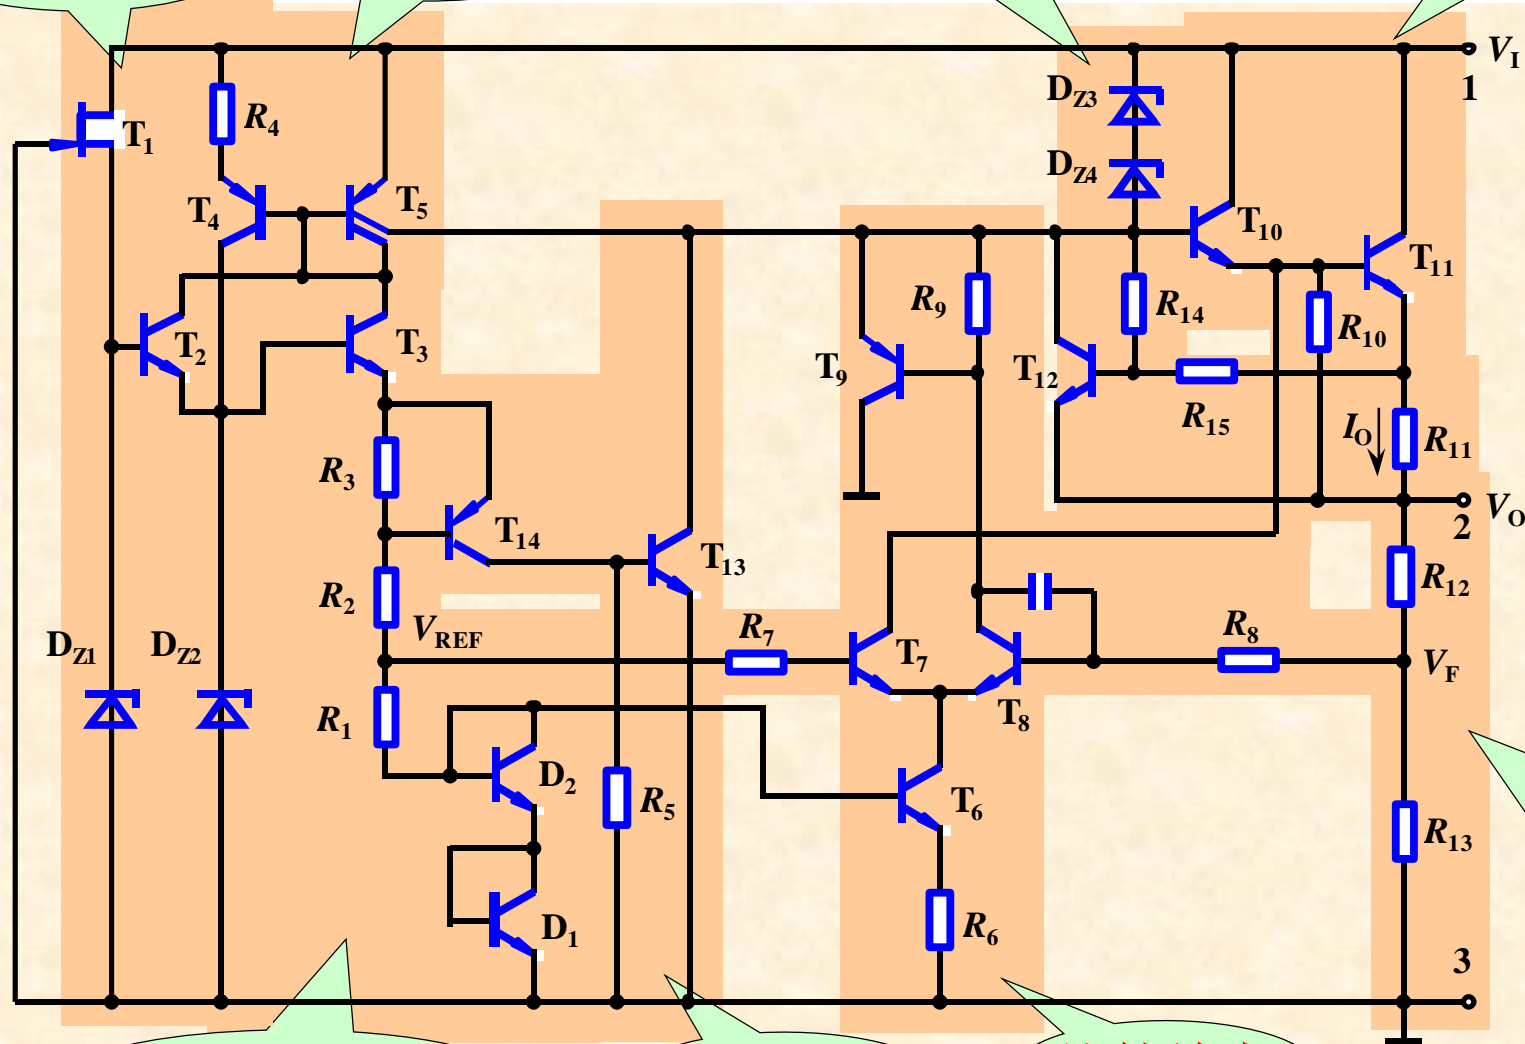 V_I
1
D_Z3
R_4
T_1
D_Z4
T_4
T_5
T_10
T_11
R_9
R_14
R_10
T_2
T_3
T_9
T_12
R_15
I_O
R_11
R_3
V_O
2
T_14
T_13
R_12
R_2
V_REF
R_7
R_8
D_Z1
D_Z2
T_7
V_F
R_1
T_8
D_2
R_5
T_6
R_13
D_1
R_6
3